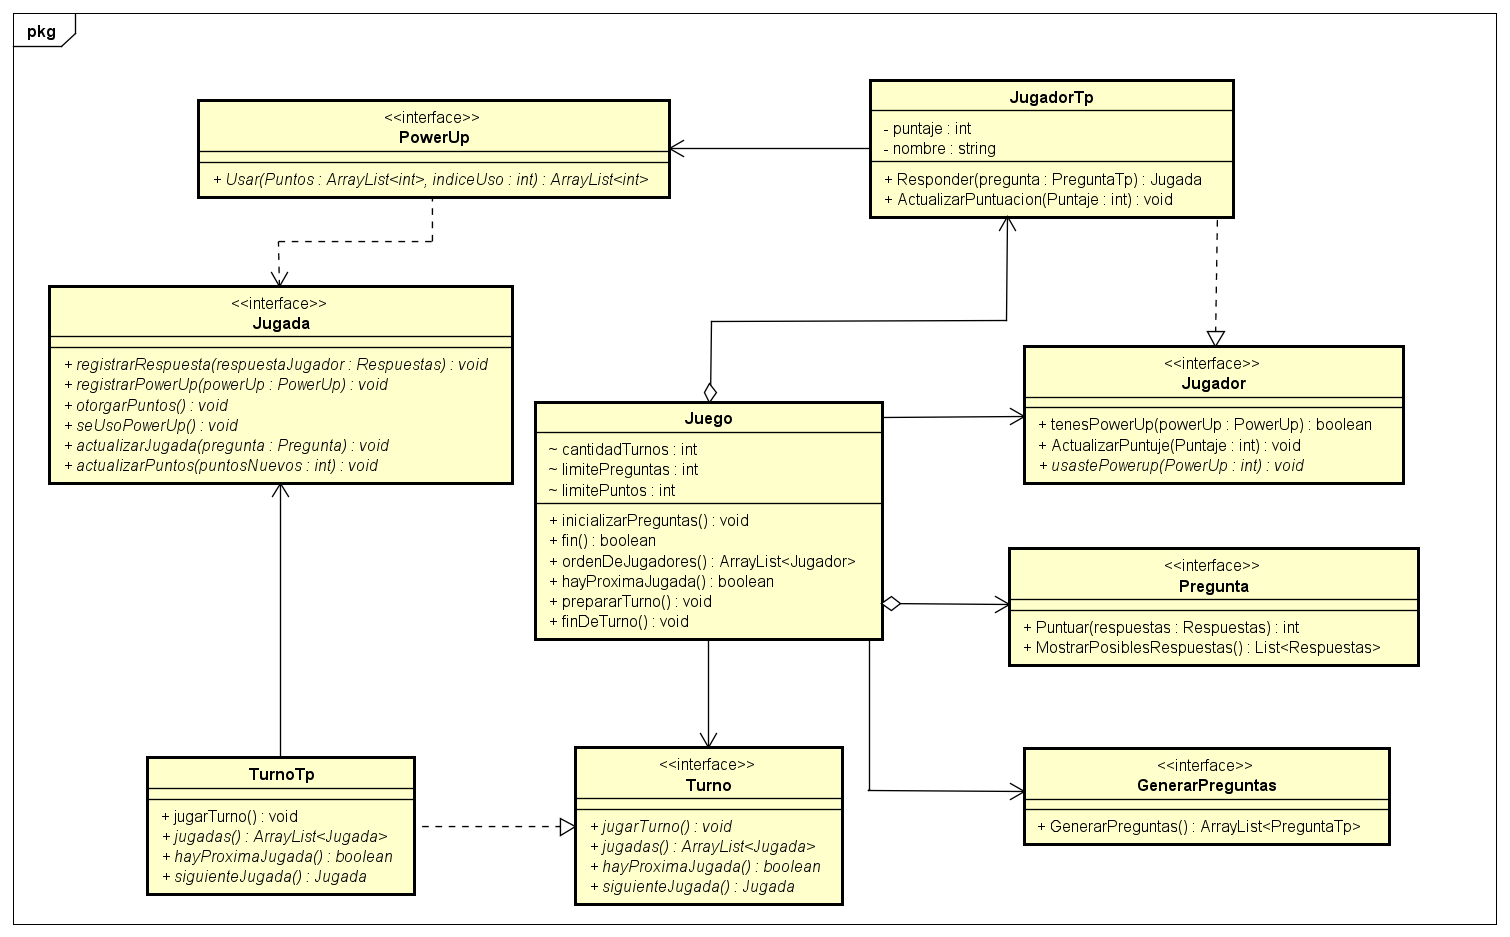 pkg
<<interface>>
PowerUp
+ Usar(Puntos : ArrayList<int>, indiceUso : int) : ArrayList<int>
JugadorTp
- puntaje : int
- nombre : string
+ Responder(pregunta : PreguntaTp) : Jugada
+ ActualizarPuntuacion(Puntaje : int) : void
<<interface>>
Jugada
+ registrarRespuesta(respuestaJugador : Respuestas) : void
+ registrarPowerUp(powerUp : PowerUp) : void
+ otorgarPuntos() : void
+ seUsoPowerUp() : void
+ actualizarJugada(pregunta : Pregunta) : void
+ actualizarPuntos(puntosNuevos : int) : void
<<interface>>
Jugador
+ tenesPowerUp(powerUp : PowerUp) : boolean
+ ActualizarPuntuje(Puntaje : int) : void
+ usastePowerup(PowerUp : int) : void
Juego
~ cantidadTurnos : int
~ limitePreguntas : int
~ limitePuntos : int
+ inicializarPreguntas() : void
+ fin() : boolean
+ ordenDeJugadores() : ArrayList<Jugador>
+ hayProximaJugada() : boolean
+ prepararTurno() : void
+ finDeTurno() : void
<<interface>>
Pregunta
+ Puntuar(respuestas : Respuestas) : int
+ MostrarPosiblesRespuestas() : List<Respuestas>
TurnoTp
+ jugarTurno() : void
+ jugadas() : ArrayList<Jugada>
+ hayProximaJugada() : boolean
+ siguienteJugada() : Jugada
<<interface>>
Turno
+ jugarTurno() : void
+ jugadas() : ArrayList<Jugada>
+ hayProximaJugada() : boolean
+ siguienteJugada() : Jugada
<<interface>>
GenerarPreguntas
+ GenerarPreguntas() : ArrayList<PreguntaTp>